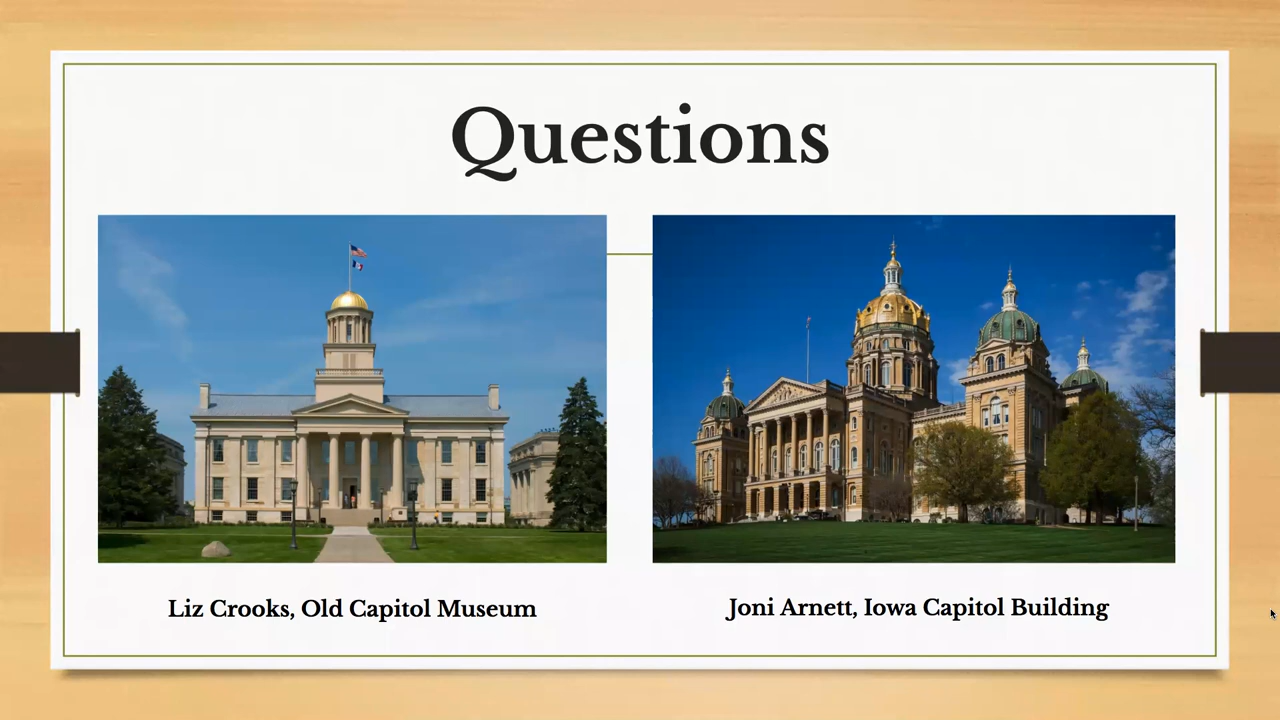 Questions
Liz Crooks, Old Capitol Museum
Joni Arnett, Iowa Capitol Building